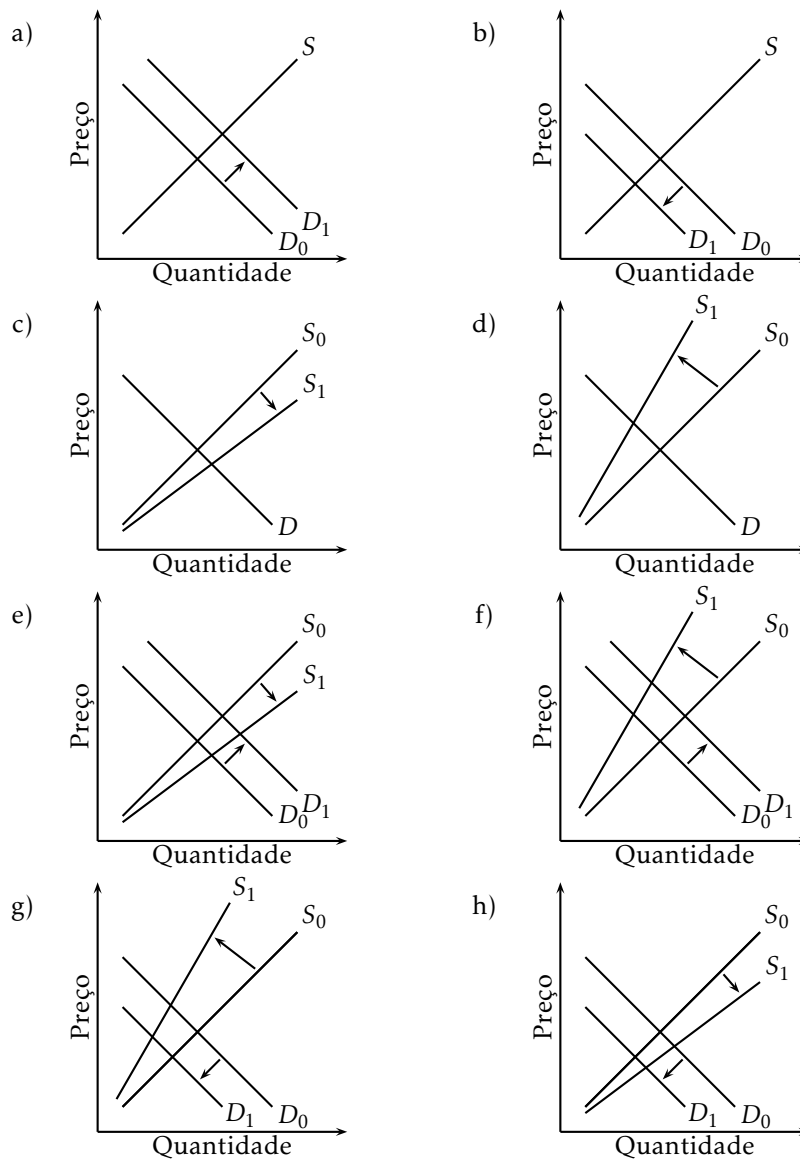 a)
Preço
S
D₁
D₀
Quantidade
b)
Preço
S
D₁
D₀
Quantidade
c)
Preço
S₀
S₁
D
Quantidade
d)
Preço
S₁
S₀
D
Quantidade
e)
Preço
S₀
S₁
D₀
D₁
Quantidade
f)
Preço
S₁
S₀
D₀
D₁
Quantidade
g)
Preço
S₁
S₀
D₁
D₀
Quantidade
h)
Preço
S₀
S₁
D₁
D₀
Quantidade